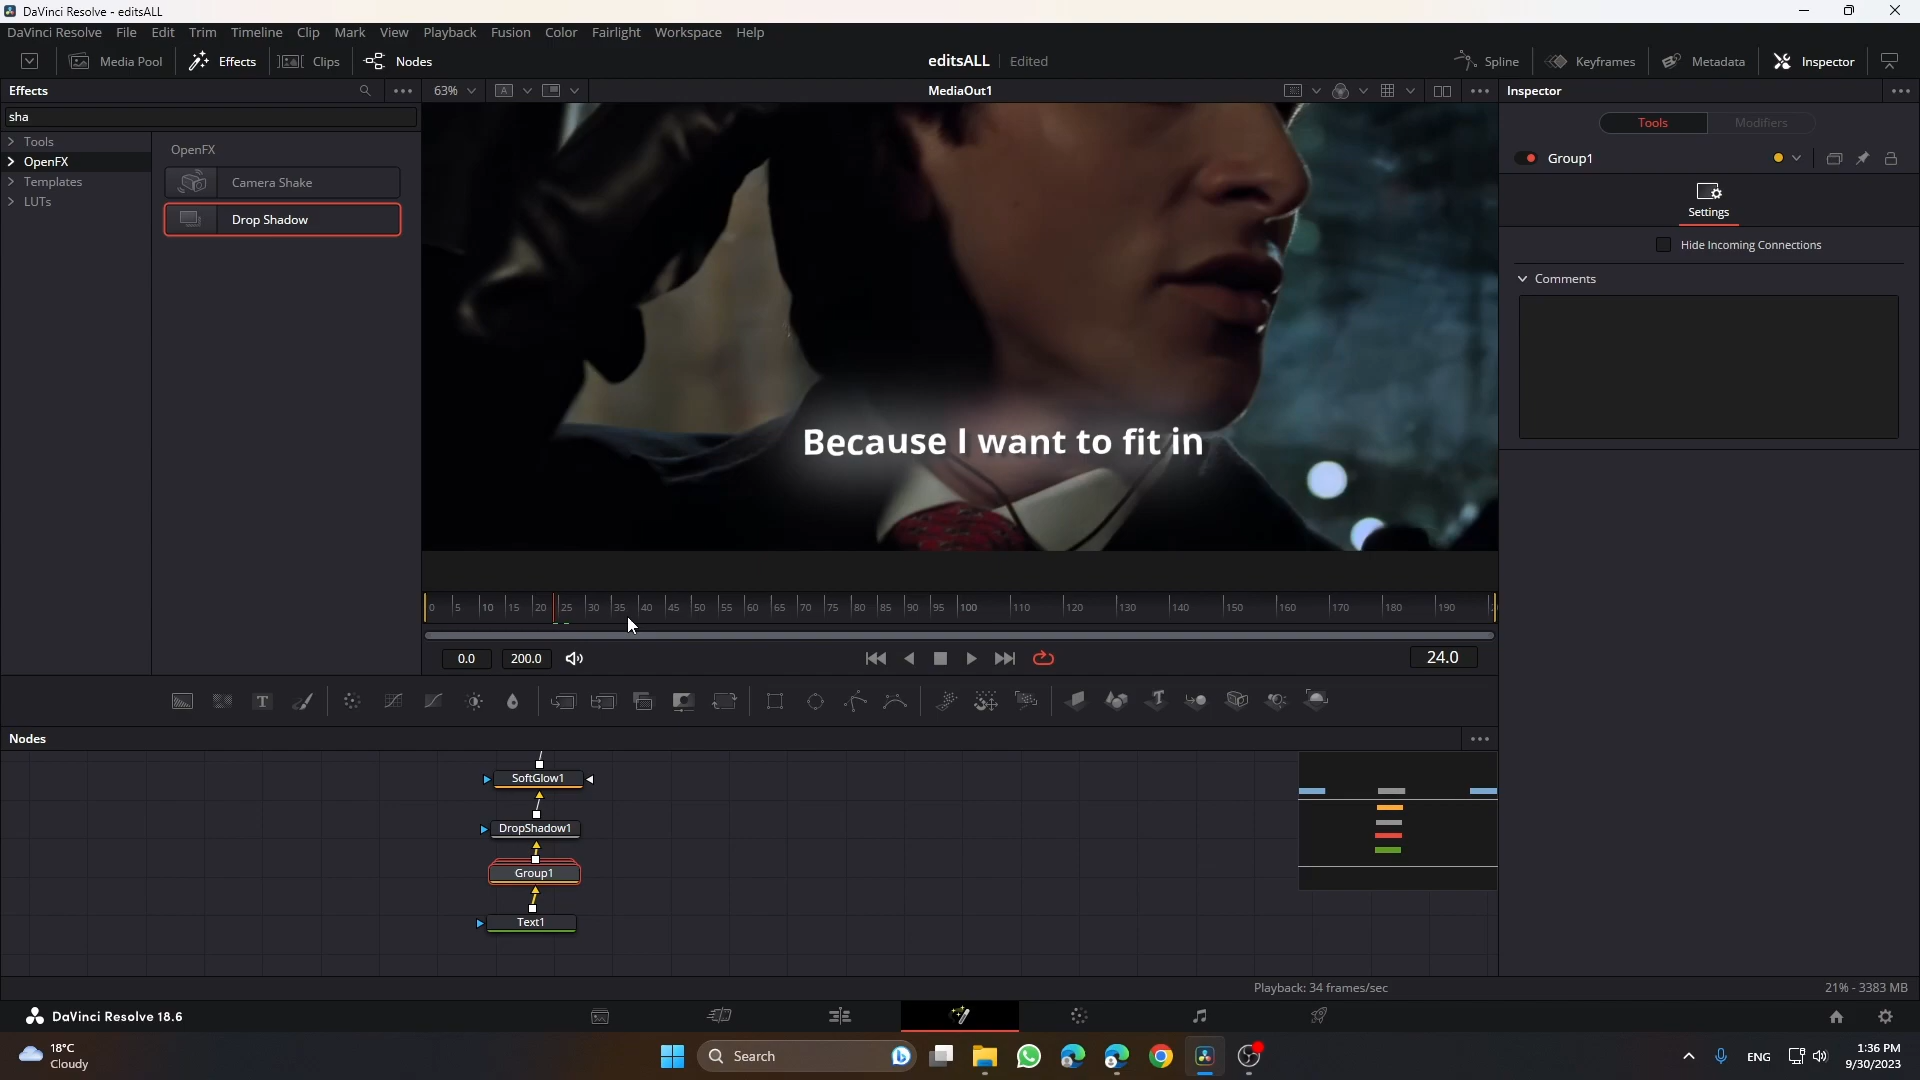 DaVinci Resolve - editsALL
DaVinci Resolve File Edit Trim Timeline Clip Mark View Playback Fusion Color Fairlight Workspace Help
Media Pool Effects Clips Nodes editsALL Edited Spline Keyframes Metadata Inspector
Effects 63% A MediaOut1 Inspector
sha
Tools
OpenFX
Templates
LUTs
OpenFX
Camera Shake
Drop Shadow
Tools Modifiers
Group1
Settings
Hide Incoming Connections
Comments
Because I want to fit in
0 5 10 15 20 25 30 35 40 45 50 55 60 65 70 75 80 85 90 95 100 110 120 130 140 150 160 170 180 190
0.0 200.0 24.0
T
T
Nodes
SoftGlow1
DropShadow1
Group1
Text1
Playback: 34 frames/sec 21% - 3383 MB
DaVinci Resolve 18.6
18°C
Cloudy
Search
ENG
1:36 PM
9/30/2023